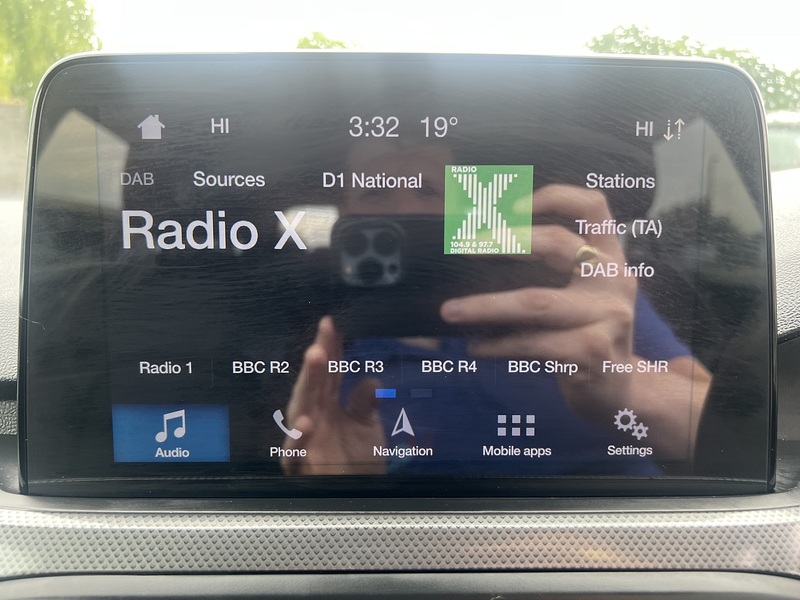 HI 3:32 19° HI
DAB Sources D1 National Stations
Radio X
RADIO
X
104.9 & 97.7
DIGITAL RADIO
Traffic (TA)
DAB info
Radio 1 BBC R2 BBC R3 BBC R4 BBC Shrp Free SHR
Audio Phone Navigation Mobile apps Settings